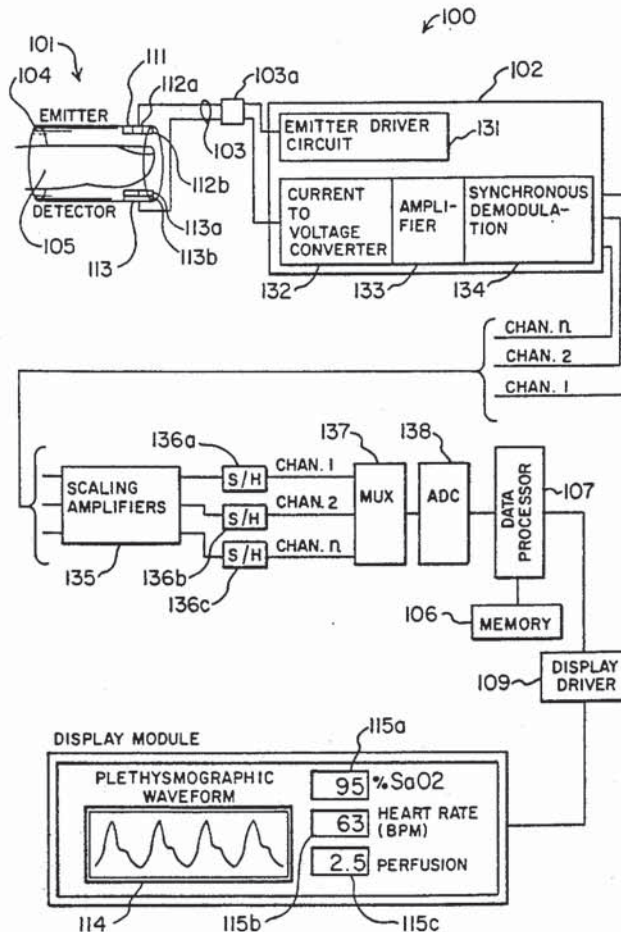 100
101
111
112a
103a
102
104
EMITTER
EMITTER DRIVER
CIRCUIT
131
103
112b
CURRENT
TO
VOLTAGE
CONVERTER
AMPLI-
FIER
SYNCHRONOUS
DEMODULA-
TION
113a
DETECTOR
105
113
113b
132
133
134
CHAN. n
CHAN. 2
CHAN. 1
136a
137
138
SCALING
AMPLIFIERS
S/H
CHAN. 1
MUX
ADC
DATA
PROCESSOR
107
S/H
CHAN. 2
136b
S/H
CHAN. n
135
136c
106
MEMORY
109
DISPLAY
DRIVER
115a
DISPLAY MODULE
PLETHYSMOGRAPHIC
WAVEFORM
95 %SaO2
63 HEART RATE
(BPM)
2.5 PERFUSION
114
115b
115c